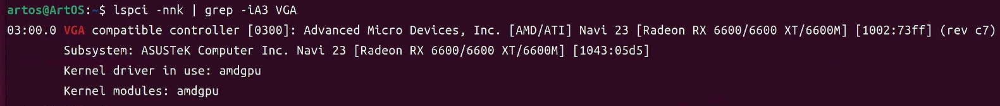 artos@ArtOS:~$ lspci -nnk | grep -iA3 VGA
03:00.0 VGA compatible controller [0300]: Advanced Micro Devices, Inc. [AMD/ATI] Navi 23 [Radeon RX 6600/6600 XT/6600M] [1002:73ff] (rev c7)
Subsystem: ASUSTeK Computer Inc. Navi 23 [Radeon RX 6600/6600 XT/6600M] [1043:05d5]
Kernel driver in use: amdgpu
Kernel modules: amdgpu